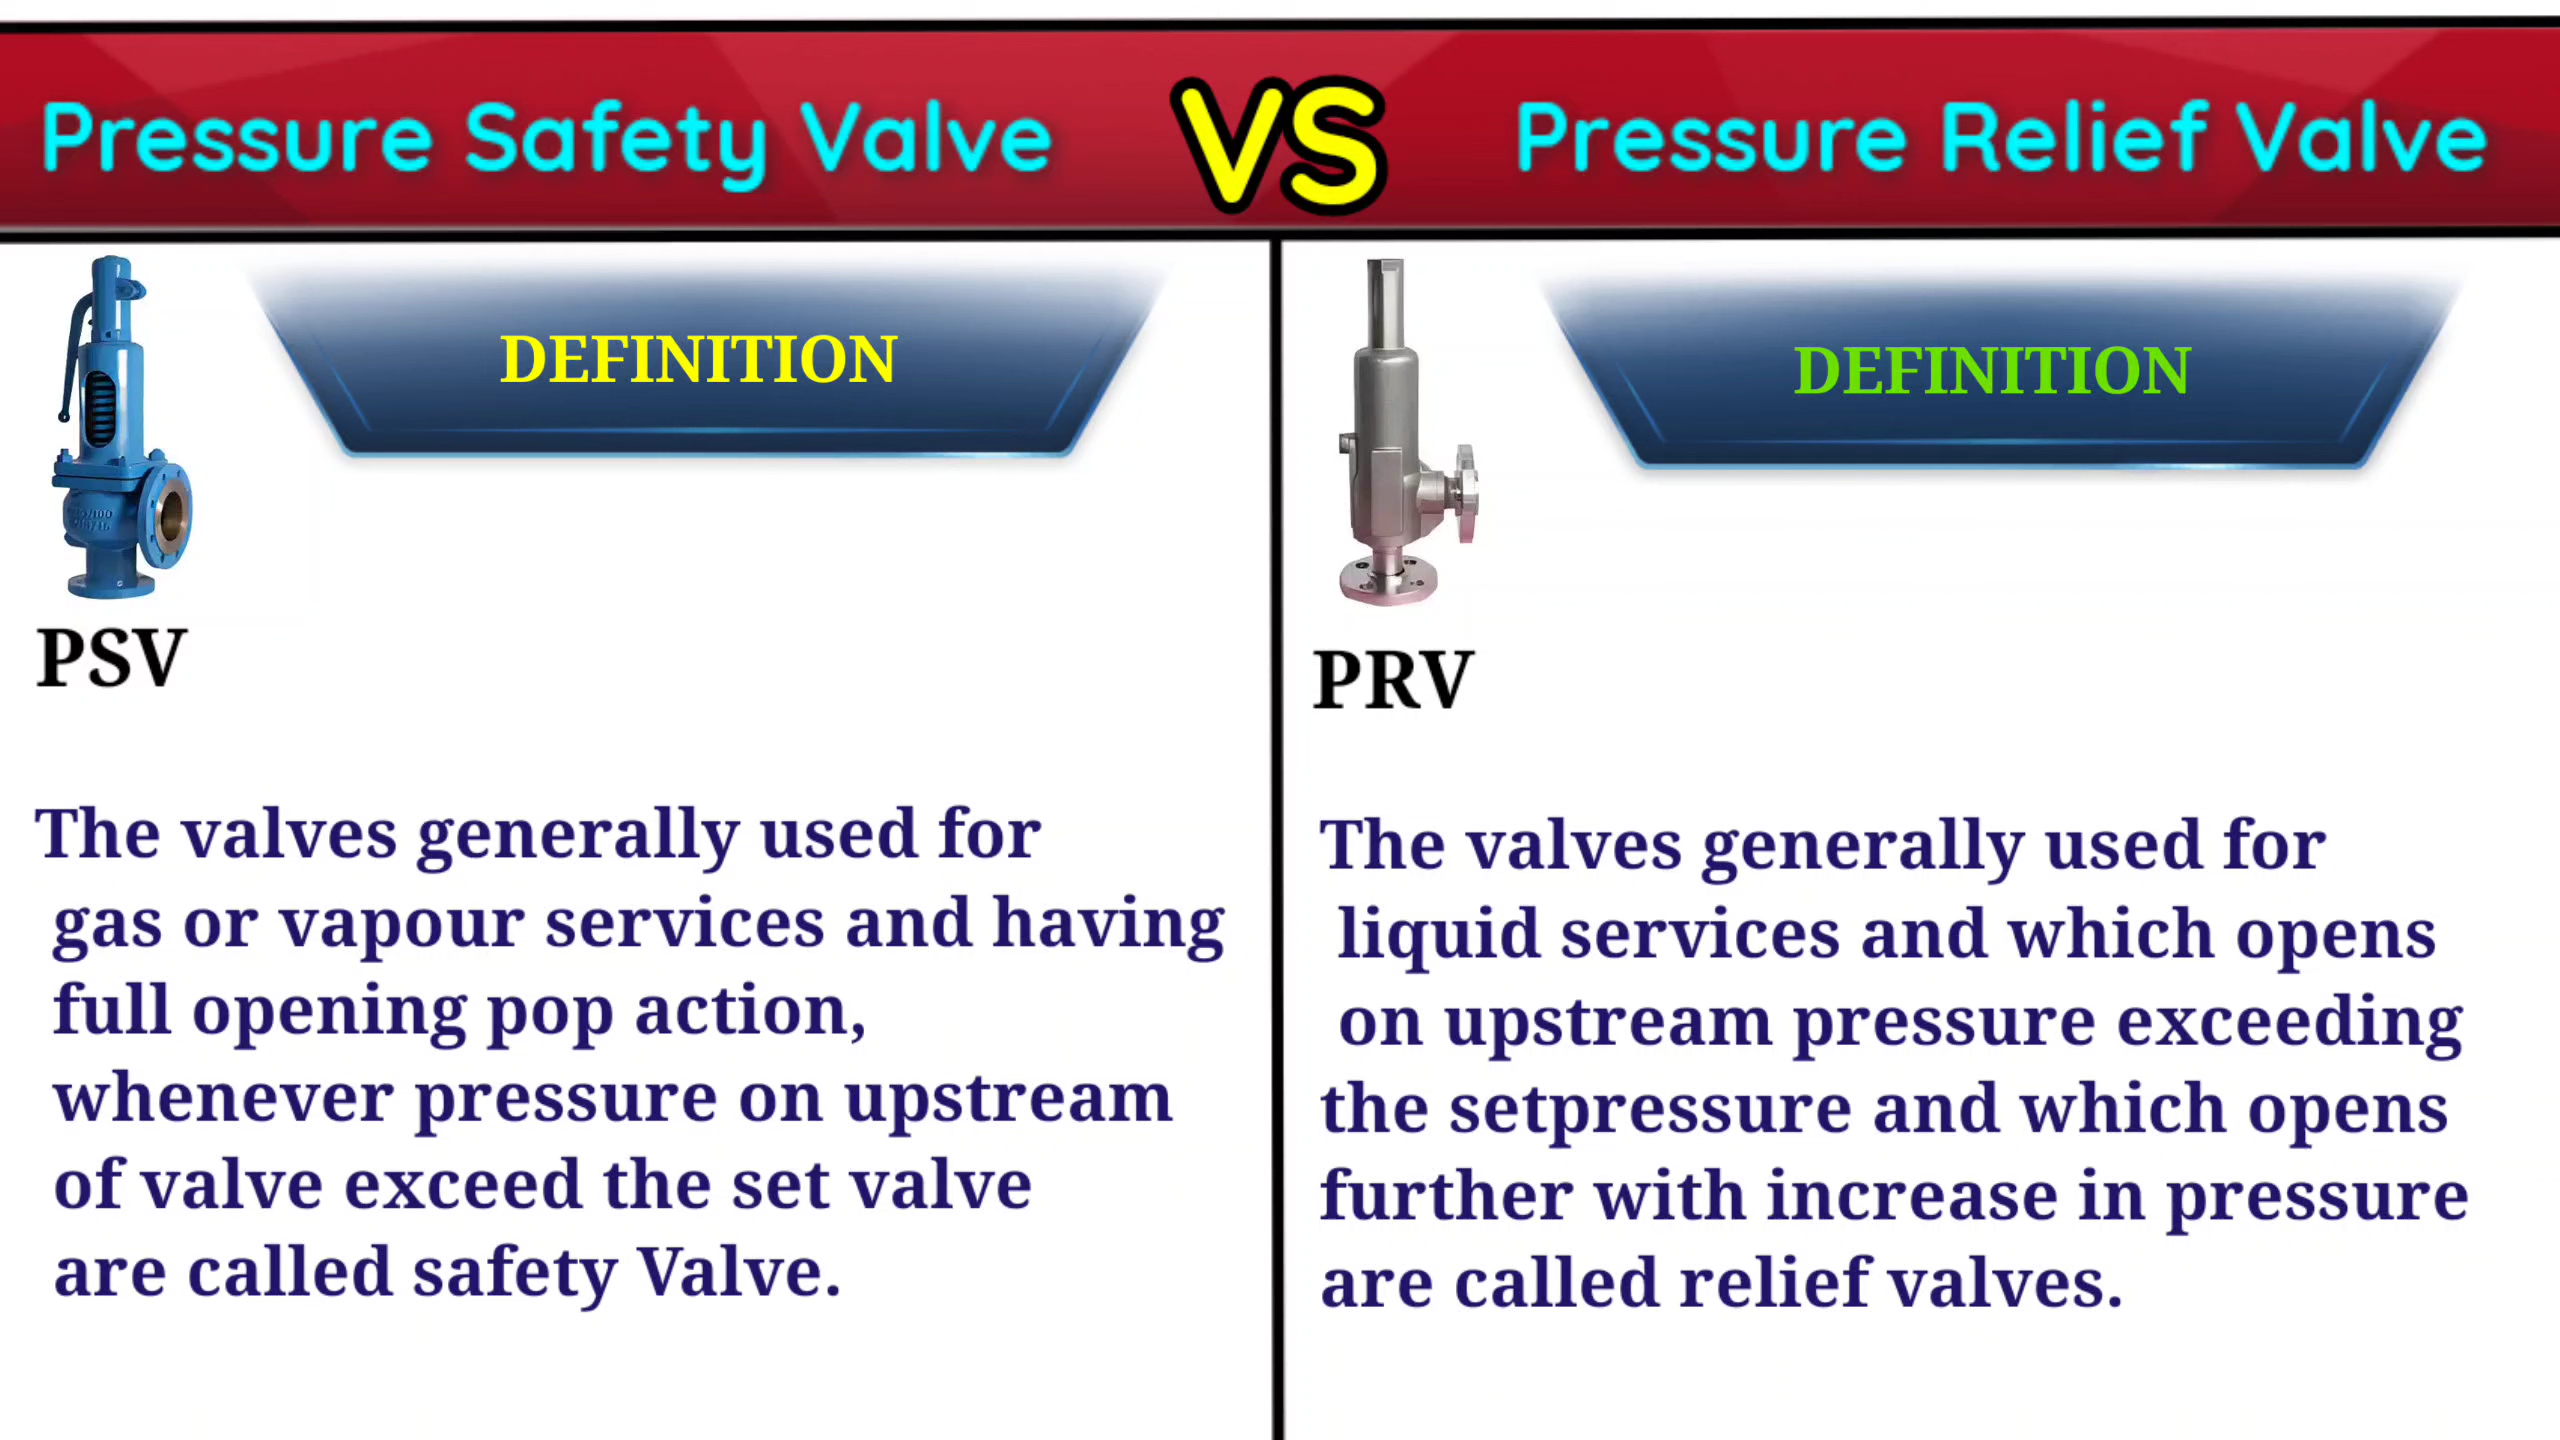 Pressure Safety Valve VS Pressure Relief Valve
DEFINITION
PSV
The valves generally used for
gas or vapour services and having
full opening pop action,
whenever pressure on upstream
of valve exceed the set valve
are called safety Valve.
DEFINITION
PRV
The valves generally used for
liquid services and which opens
on upstream pressure exceeding
the setpressure and which opens
further with increase in pressure
are called relief valves.